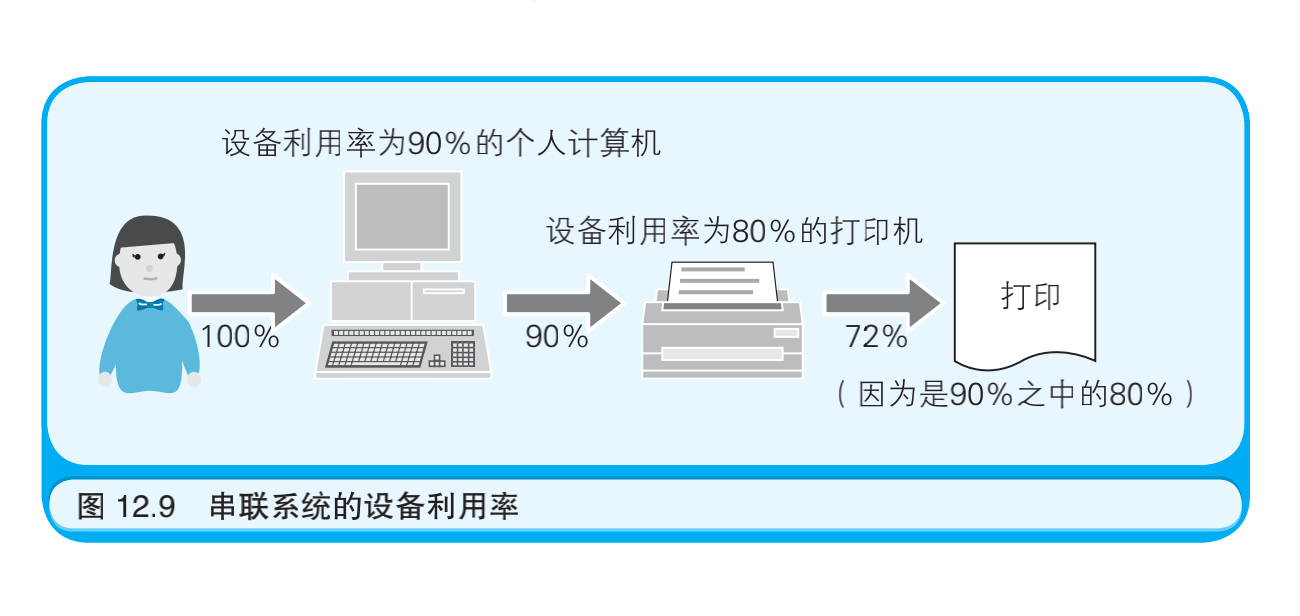 设备利用率为90%的个人计算机
设备利用率为80%的打印机
打印
100%
90%
72%
（因为是90%之中的80%）
图 12.9 串联系统的设备利用率